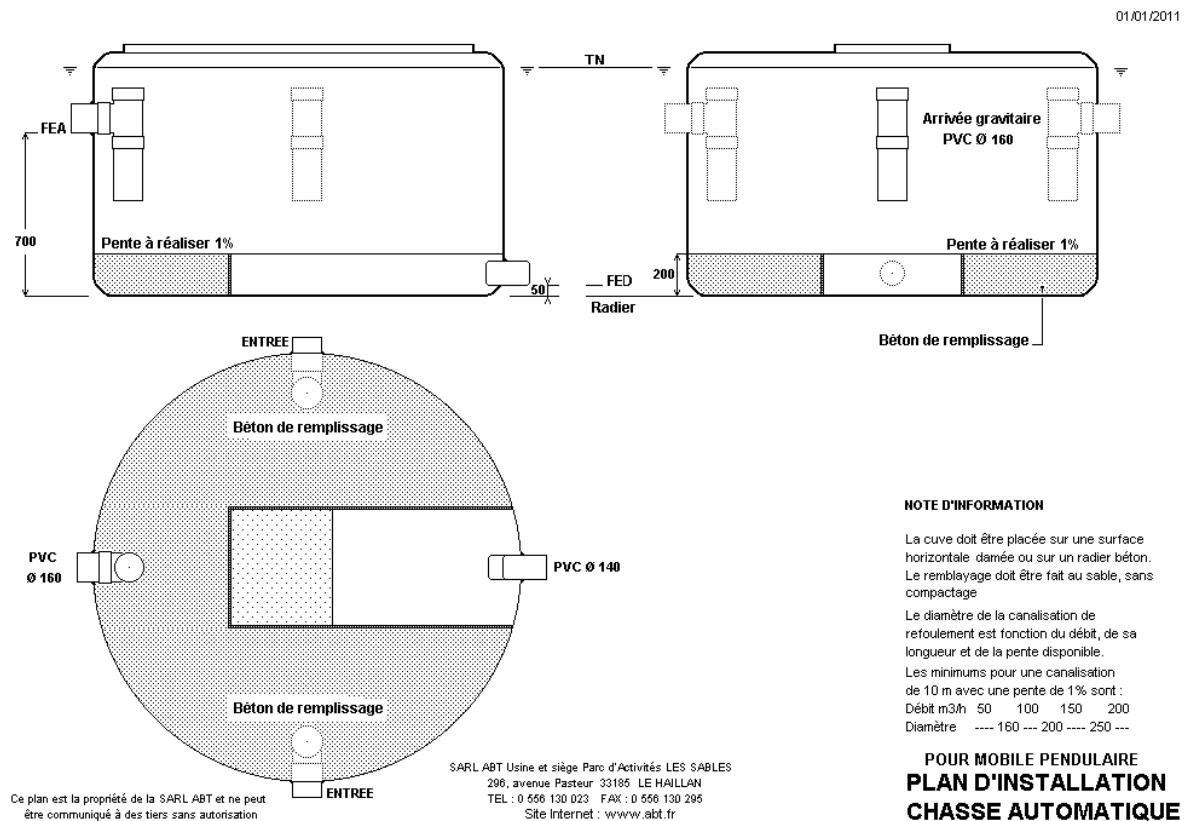 01/01/2011
TN
FEA
Arrivée gravitaire
PVC Ø 160
700
Pente à réaliser 1%
Pente à réaliser 1%
50
FED
200
Radier
Béton de remplissage
ENTREE
Béton de remplissage
PVC
Ø 160
PVC Ø 140
Béton de remplissage
ENTREE
NOTE D'INFORMATION
La cuve doit être placée sur une surface
horizontale damée ou sur un radier béton.
Le remblayage doit être fait au sable, sans
compactage
Le diamètre de la canalisation de
refoulement est fonction du débit, de sa
longueur et de la pente disponible.
Les minimums pour une canalisation
de 10 m avec une pente de 1% sont :
Débit m3/h 50 100 150 200
Diamètre ---- 160 --- 200 ---- 250 ---
SARL ABT Usine et siège Parc d'Activités LES SABLES
296, avenue Pasteur 33185 LE HAILLAN
TEL : 0 556 130 023 FAX : 0 556 130 295
Site Internet : www.abt.fr
Ce plan est la propriété de la SARL ABT et ne peut
être communiqué à des tiers sans autorisation
POUR MOBILE PENDULAIRE
PLAN D'INSTALLATION
CHASSE AUTOMATIQUE